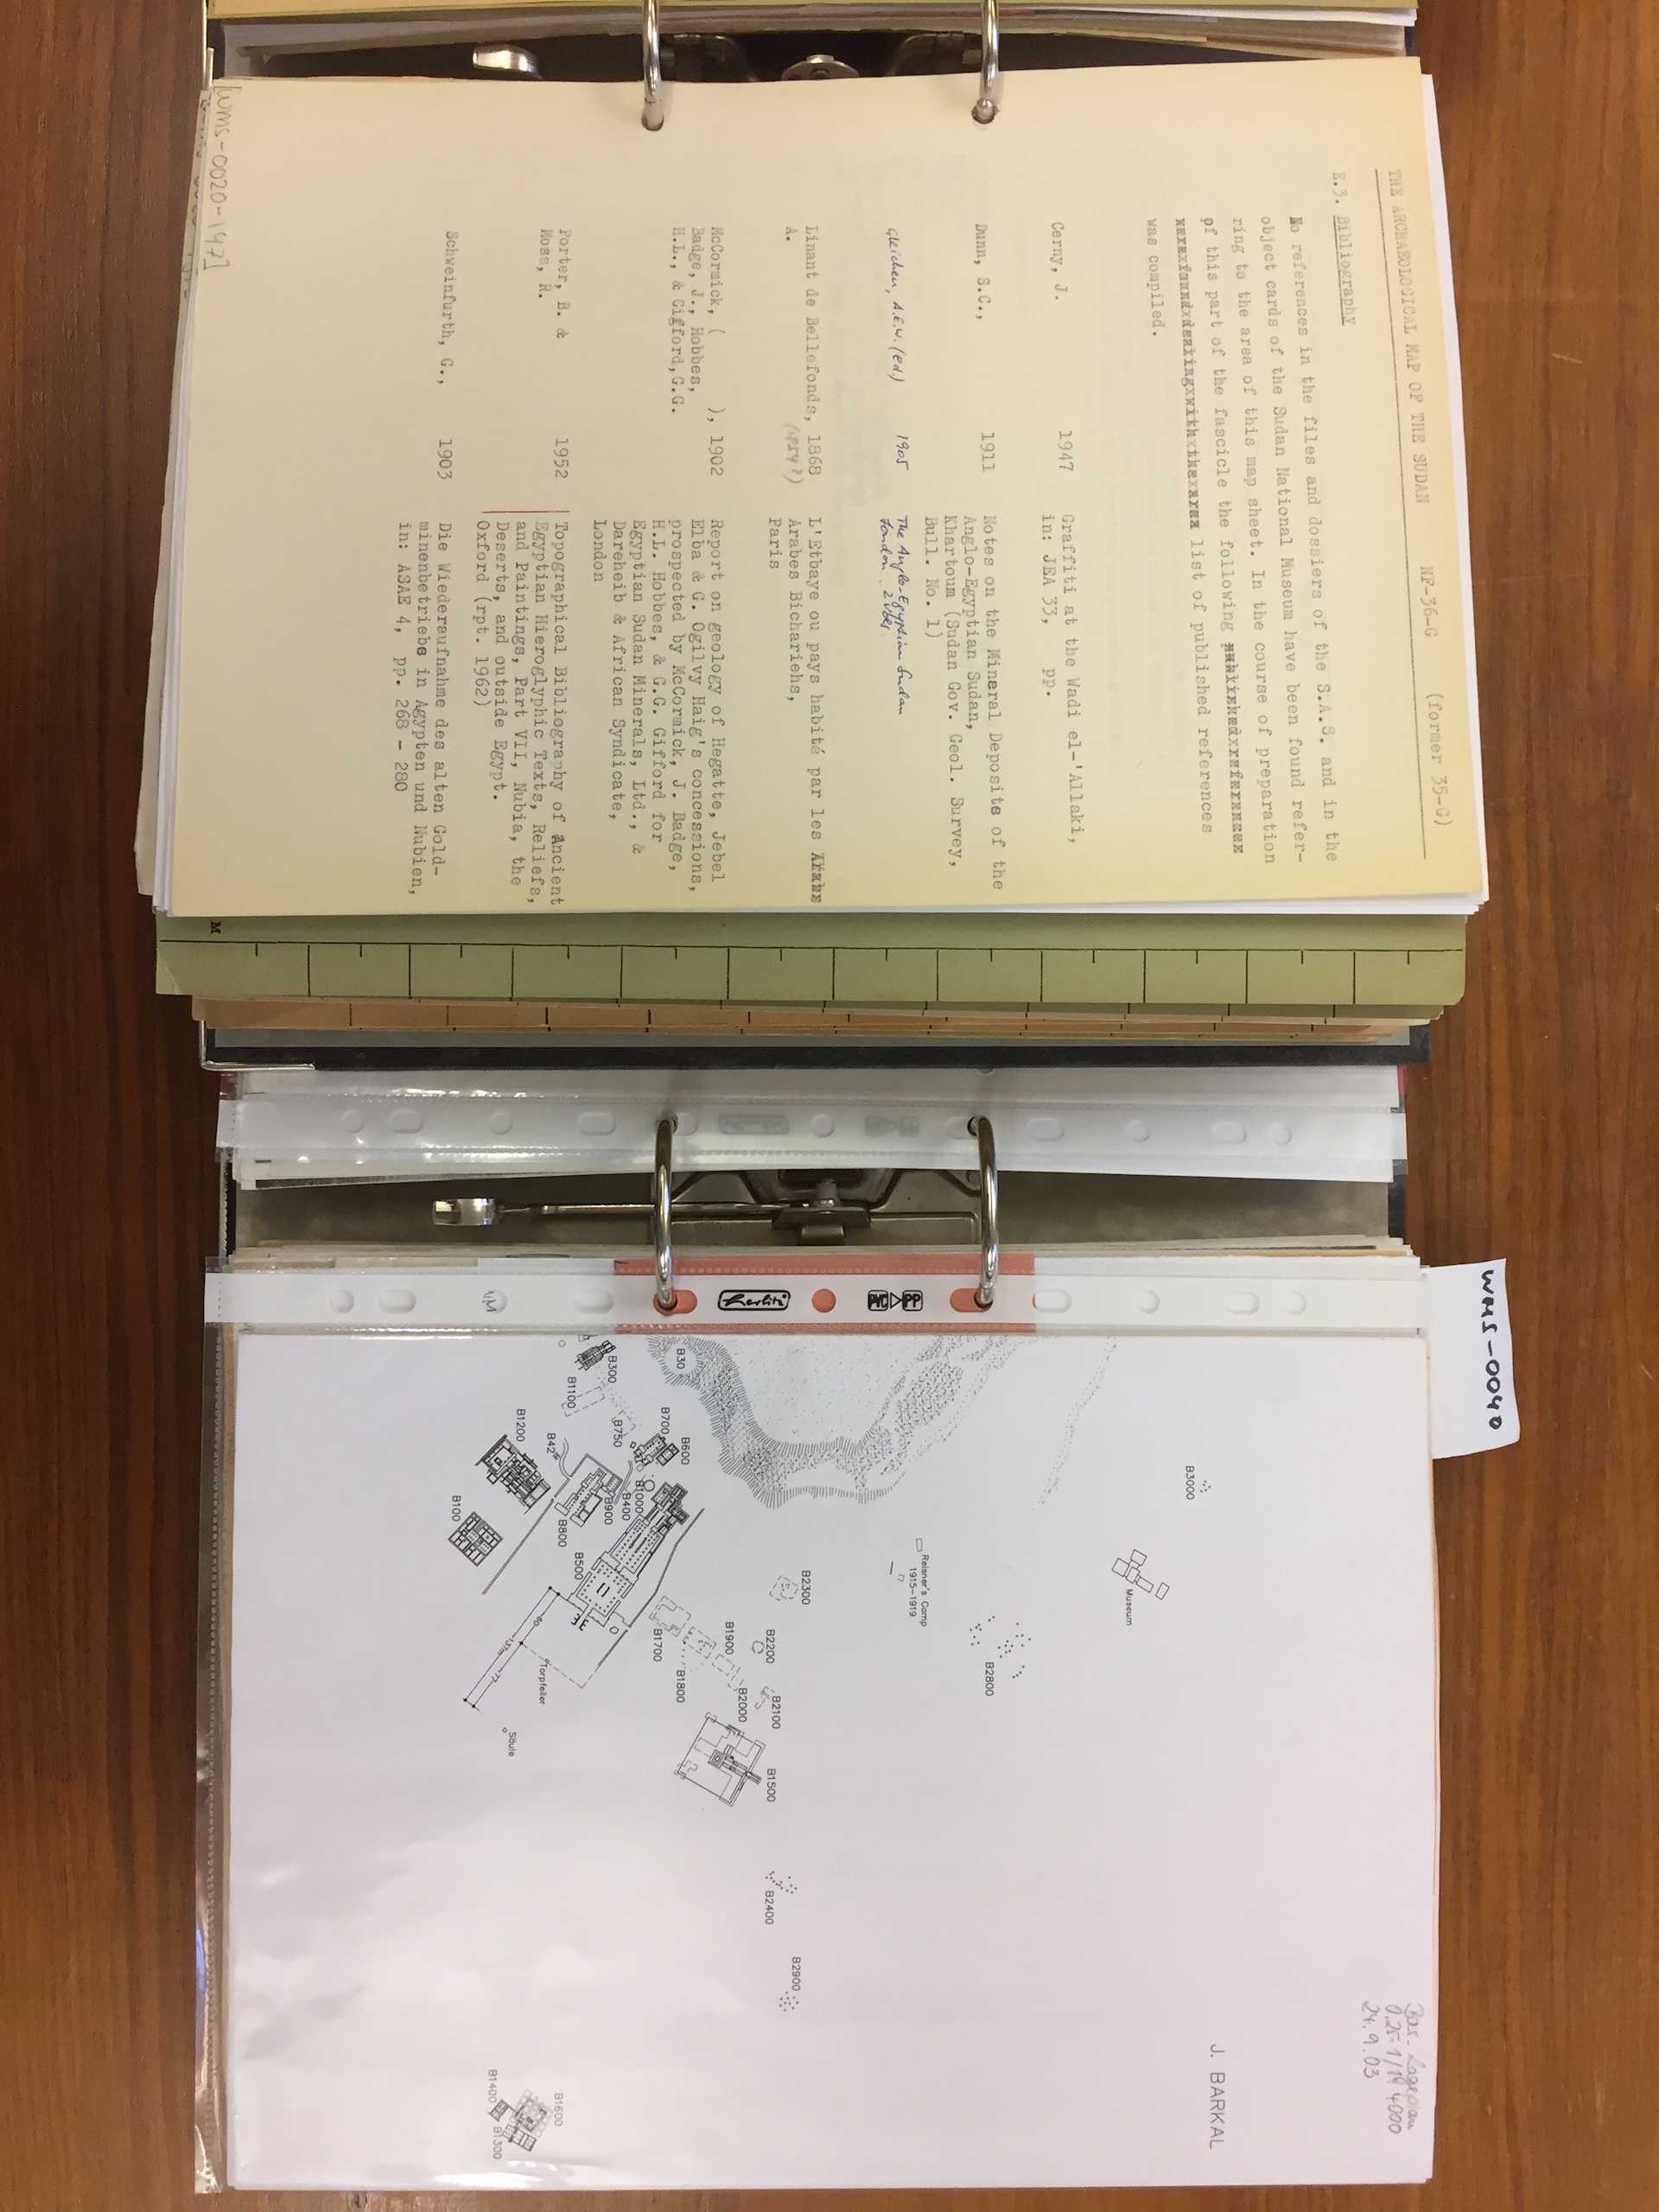 THE ARCHAEOLOGICAL MAP OF THE SUDAN NF-36-G (former 35-G)
E.3. Bibliography
No references in the files and dossiers of the S.A.S. and in the
object cards of the Sudan National Museum have been found refer-
ring to the area of this map sheet. In the course of preparation
of this part of the fascicle the following
list of published references
was compiled.
Cerny, J. 1947 Graffiti at the Wadi el-'Allaki,
in: JEA 33, pp.
Dunn, S.C., 1911 Notes on the Mineral Deposits of the
Anglo-Egyptian Sudan,
Khartoum (Sudan Gov. Geol. Survey,
Bull. No. 1)
Gleichen, A.E.W. (ed) 1905 The Anglo-Egyptian Sudan
London. 2 vols.
Linant de Bellefonds, 1868 L'Etbaye ou pays habité par les
A. (1854?) Arabes Bichariehs,
Paris
McCormick, ( ), 1902 Report on geology of Hegatte, Jebel
Badge, J., Hobbes, Elba & G. Ogilvy Haig's concessions,
H.L., & Gifford, G.G. prospected by McCormick, J. Badge,
H.L. Hobbes, & G.G. Gifford for
Egyptian Sudan Minerals, Ltd., &
Dareheib & African Syndicate,
London
Porter, B. & 1952 Topographical Bibliography of Ancient
Moss, R. Egyptian Hieroglyphic Texts, Reliefs,
and Paintings, Part VII, Nubia, the
Deserts, and outside Egypt.
Oxford (rpt. 1962)
Schweinfurth, G., 1903 Die Wiederaufnahme des alten Gold-
minenbetriebs in Ägypten und Nubien,
in: ASAE 4, pp. 268 - 280
[WMS-0020-147]
M
WMS-0040
Herlitz
PVC PP
Bar. Lageplan
24.9.03
J. BARKAL
B3000
Museum
Reisner's Camp
1915-1919
B2800
B2300
B2200
B2100
B1900
B2000
B1800
B1700
B1500
B2400
B2900
B30
B300
B1100
B700
B600
B750
B1000
B400
B900
B42
B800
B1200
B100
B500
Torpfeiler
Säule
B1600
B1400
B1300